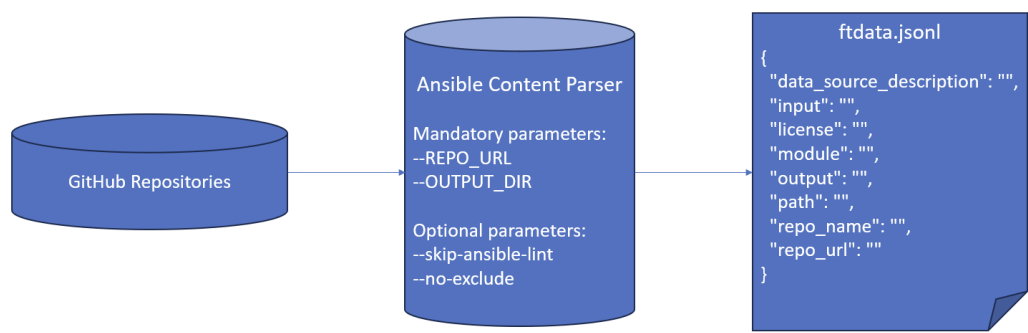 GitHub Repositories
Ansible Content Parser
Mandatory parameters:
--REPO_URL
--OUTPUT_DIR
Optional parameters:
--skip-ansible-lint
--no-exclude
ftdata.jsonl
{
"data_source_description": "",
"input": "",
"license": "",
"module": "",
"output": "",
"path": "",
"repo_name": "",
"repo_url": ""
}